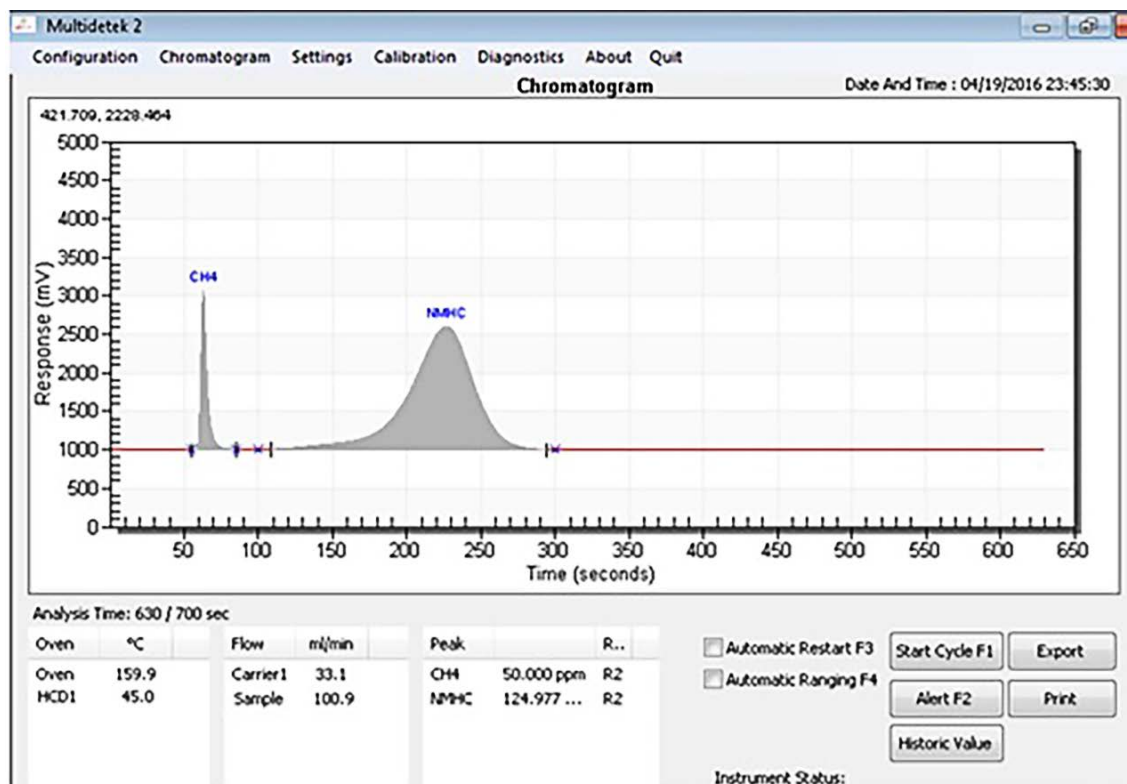 Multidetek 2
Configuration Chromatogram Settings Calibration Diagnostics About Quit
Chromatogram
Date And Time : 04/19/2016 23:45:30
421.709, 2228.464
5000
4500
4000
3500
3000
2500
2000
1500
1000
500
0
Response (mV)
CH4
NMHC
50 100 150 200 250 300 350 400 450 500 550 600 650
Time (seconds)
Analysis Time: 630 / 700 sec
Oven °C
Oven 159.9
HCD1 45.0
Flow ml/min
Carrier1 33.1
Sample 100.9
Peak R..
CH4 50.000 ppm R2
NMHC 124.977 ... R2
Automatic Restart F3
Automatic Ranging F4
Start Cycle F1
Export
Alert F2
Print
Historic Value
Instrument Status: